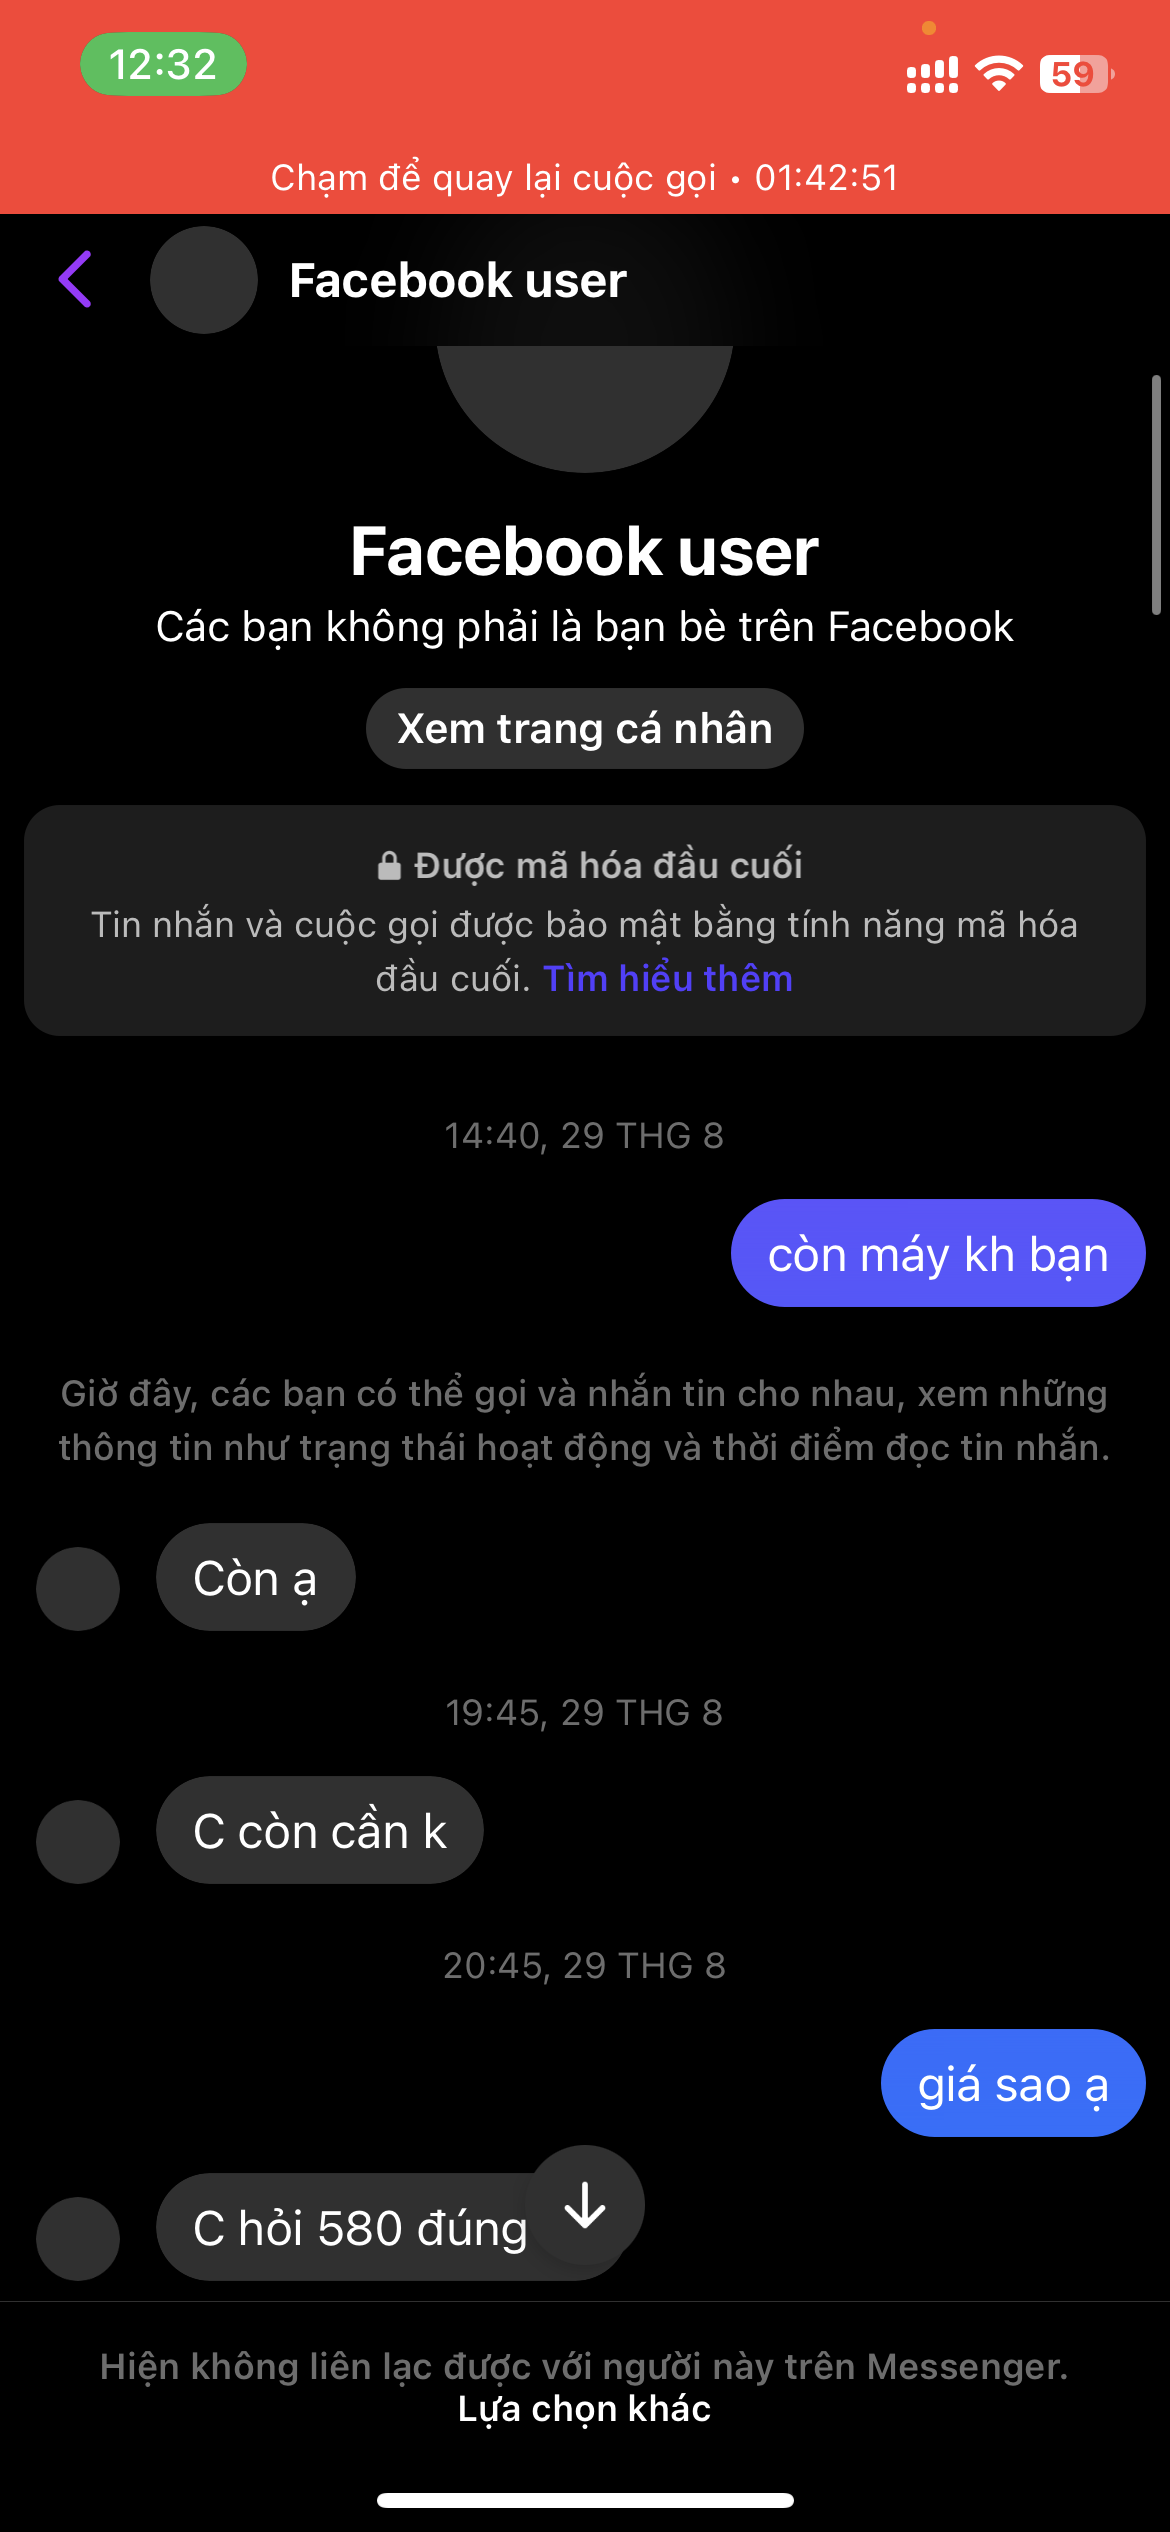 12:32
59
Chạm để quay lại cuộc gọi • 01:42:51
Facebook user
Facebook user
Các bạn không phải là bạn bè trên Facebook
Xem trang cá nhân
Được mã hóa đầu cuối
Tin nhắn và cuộc gọi được bảo mật bằng tính năng mã hóa
đầu cuối. Tìm hiểu thêm
14:40, 29 THG 8
còn máy kh bạn
Giờ đây, các bạn có thể gọi và nhắn tin cho nhau, xem những
thông tin như trạng thái hoạt động và thời điểm đọc tin nhắn.
Còn ạ
19:45, 29 THG 8
C còn cần k
20:45, 29 THG 8
giá sao ạ
C hỏi 580 đúng
Hiện không liên lạc được với người này trên Messenger.
Lựa chọn khác